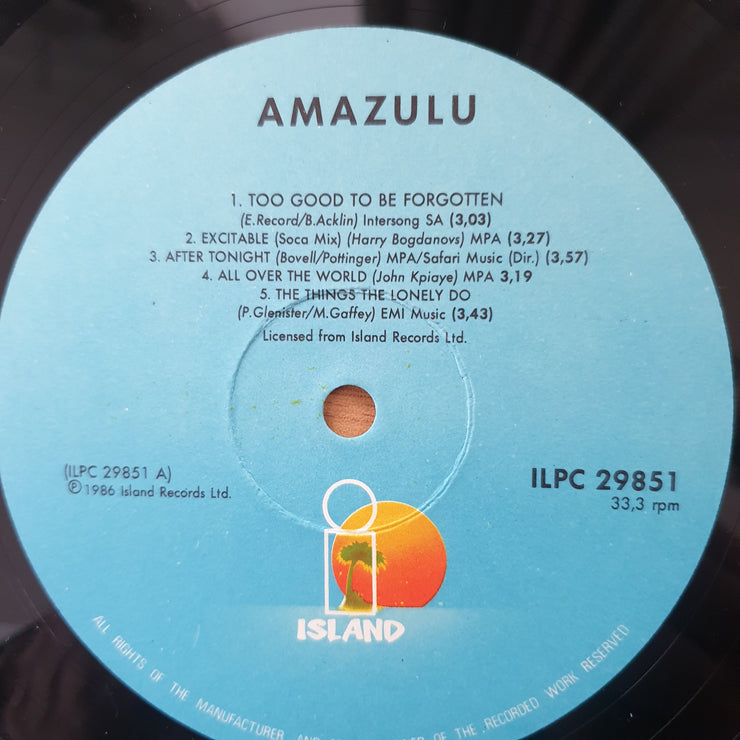 AMAZULU
1. TOO GOOD TO BE FORGOTTEN
(E.Record/B.Acklin) Intersong SA (3,03)
2. EXCITABLE (Soca Mix) (Harry Bogdanovs) MPA (3,27)
3. AFTER TONIGHT (Bovell/Pottinger) MPA/Safari Music (Dir.) (3,57)
4. ALL OVER THE WORLD (John Kpiaye) MPA 3,19
5. THE THINGS THE LONELY DO
(P.Glenister/M.Gaffey) EMI Music (3,43)
Licensed from Island Records Ltd.
(ILPC 29851 A)
℗1986 Island Records Ltd.
ILPC 29851
33,3 rpm
ISLAND
ALL RIGHTS OF THE MANUFACTURER AND OF THE RECORDED WORK RESERVED